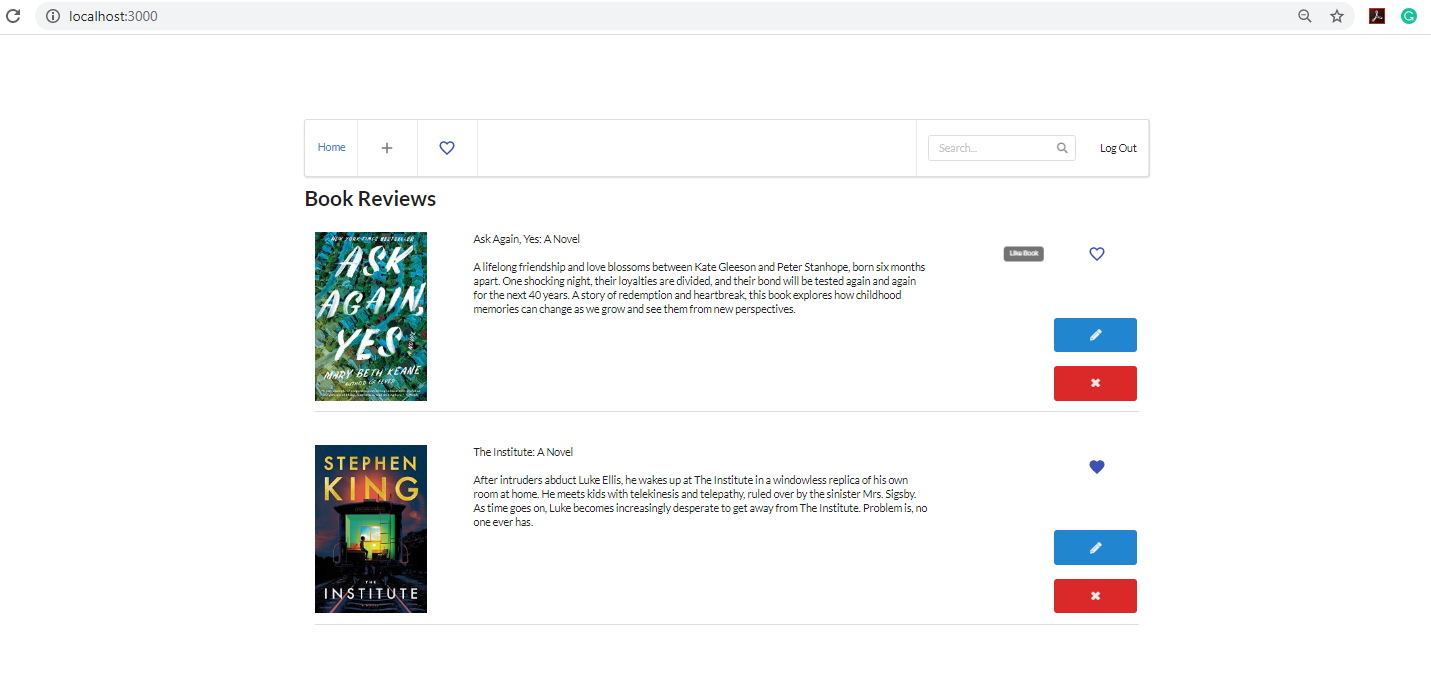 localhost:3000
Home
Search...
Log Out
Book Reviews
NEW YORK TIMES BESTSELLER
ASK
AGAIN,
YES
A NOVEL
MARY BETH KEANE
AUTHOR OF FEVER
Ask Again, Yes: A Novel
A lifelong friendship and love blossoms between Kate Gleeson and Peter Stanhope, born six months
apart. One shocking night, their loyalties are divided, and their bond will be tested again and again
for the next 40 years. A story of redemption and heartbreak, this book explores how childhood
memories can change as we grow and see them from new perspectives.
Like Book
STEPHEN
KING
THE
INSTITUTE
A NOVEL
The Institute: A Novel
After intruders abduct Luke Ellis, he wakes up at The Institute in a windowless replica of his own
room at home. He meets kids with telekinesis and telepathy, ruled over by the sinister Mrs. Sigsby.
As time goes on, Luke becomes increasingly desperate to get away from The Institute. Problem is, no
one ever has.